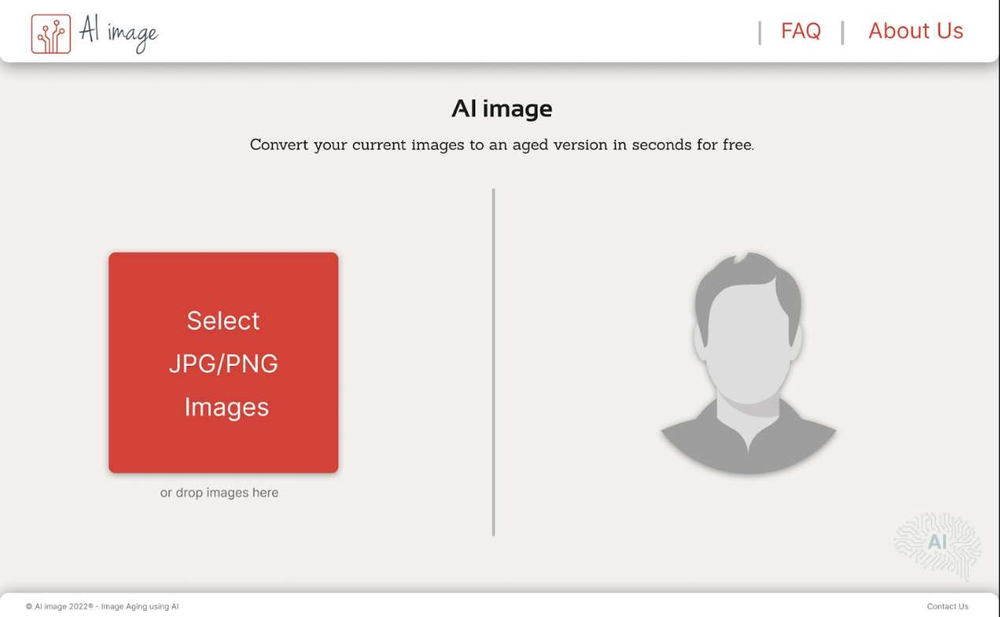 AI image
FAQ
About Us
AI image
Convert your current images to an aged version in seconds for free.
Select
JPG/PNG
Images
or drop images here
AI
© AI image 2022® - Image Aging using AI
Contact Us